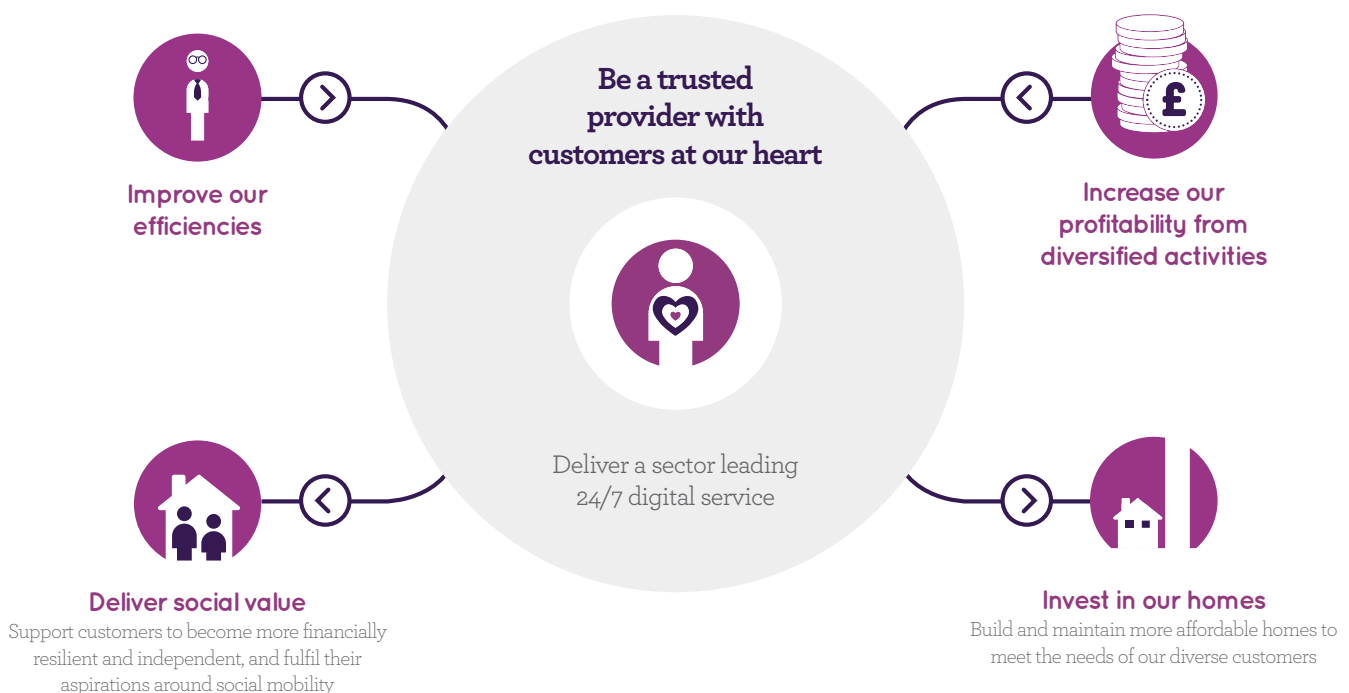 Be a trusted
provider with
customers at our heart
Improve our
efficiencies
£
Increase our
profitability from
diversified activities
Deliver a sector leading
24/7 digital service
Deliver social value
Support customers to become more financially
resilient and independent, and fulfil their
aspirations around social mobility
Invest in our homes
Build and maintain more affordable homes to
meet the needs of our diverse customers